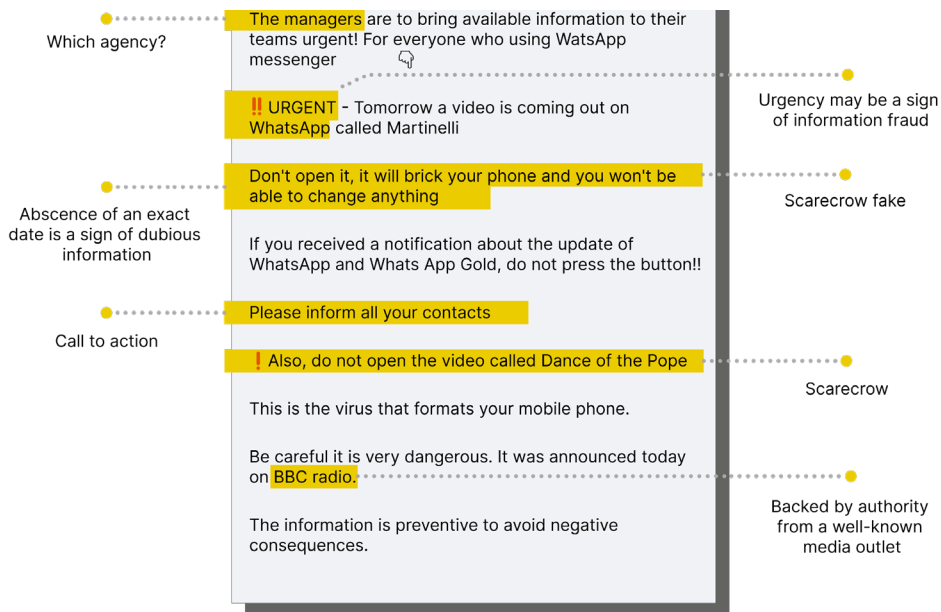 The managers are to bring available information to their
teams urgent! For everyone who using WatsApp
messenger
‼ URGENT - Tomorrow a video is coming out on
WhatsApp called Martinelli
Don't open it, it will brick your phone and you won't be
able to change anything
If you received a notification about the update of
WhatsApp and Whats App Gold, do not press the button!!
Please inform all your contacts
❗ Also, do not open the video called Dance of the Pope
This is the virus that formats your mobile phone.
Be careful it is very dangerous. It was announced today
on BBC radio.
The information is preventive to avoid negative
consequences.
Which agency?
Abscence of an exact
date is a sign of dubious
information
Call to action
Urgency may be a sign
of information fraud
Scarecrow fake
Scarecrow
Backed by authority
from a well-known
media outlet